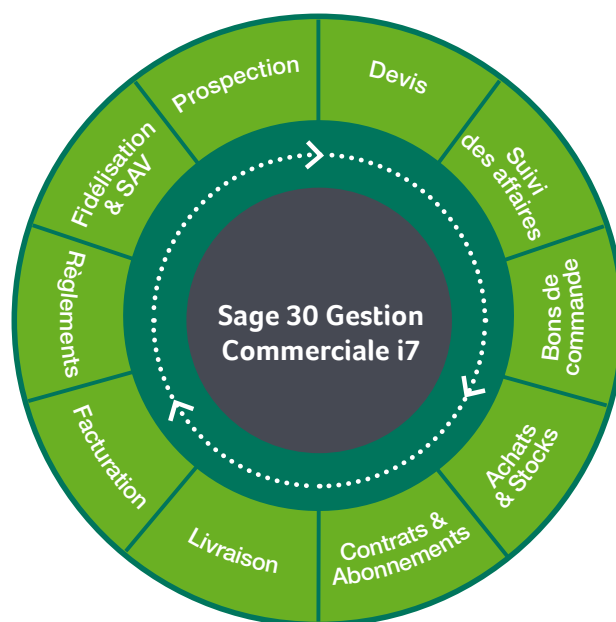 Prospection
Devis
Suivi
des affaires
Bons de
commande
Achats
& Stocks
Contrats &
Abonnements
Livraison
Facturation
Règlements
Fidélisation
& SAV
Sage 30 Gestion
Commerciale i7